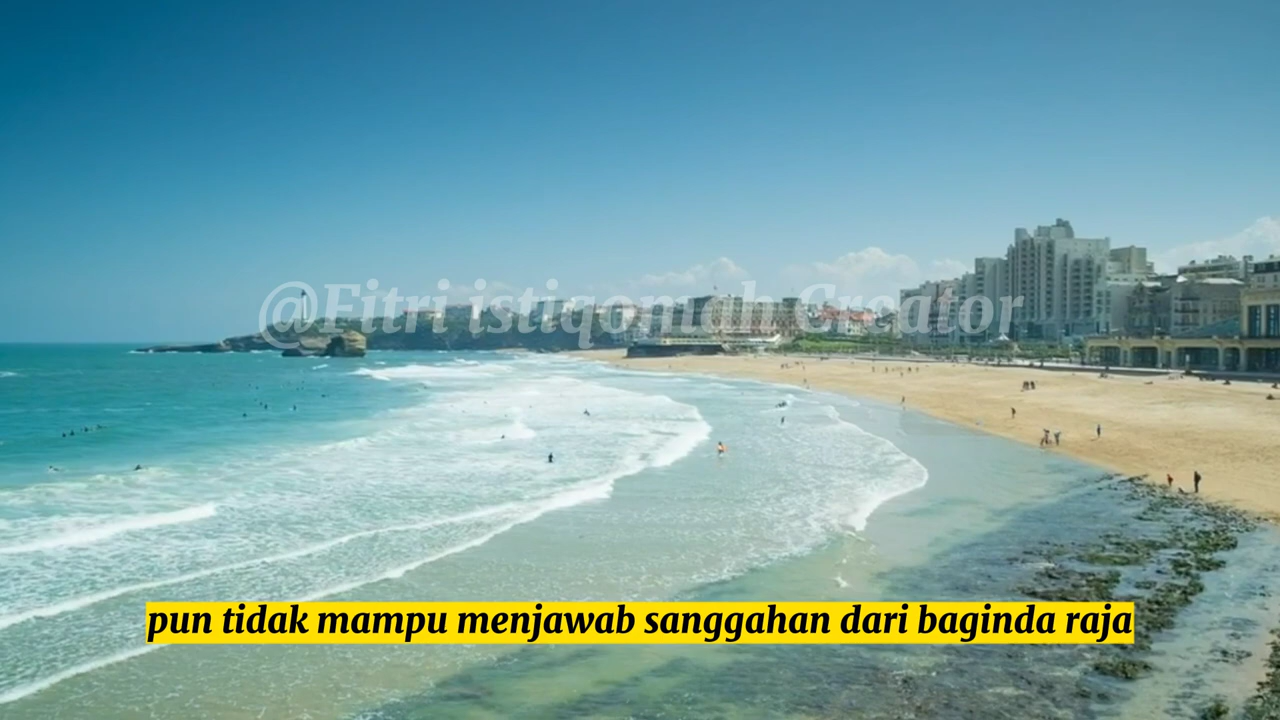 @Fitri istiqomah Creator
pun tidak mampu menjawab sanggahan dari baginda raja